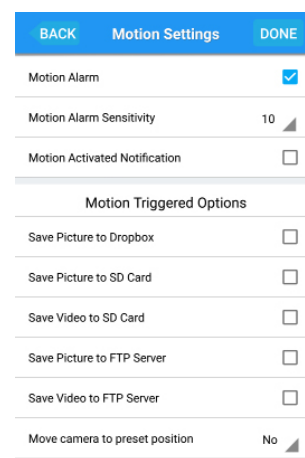 BACK Motion Settings DONE
Motion Alarm
Motion Alarm Sensitivity 10
Motion Activated Notification
Motion Triggered Options
Save Picture to Dropbox
Save Picture to SD Card
Save Video to SD Card
Save Picture to FTP Server
Save Video to FTP Server
Move camera to preset position No